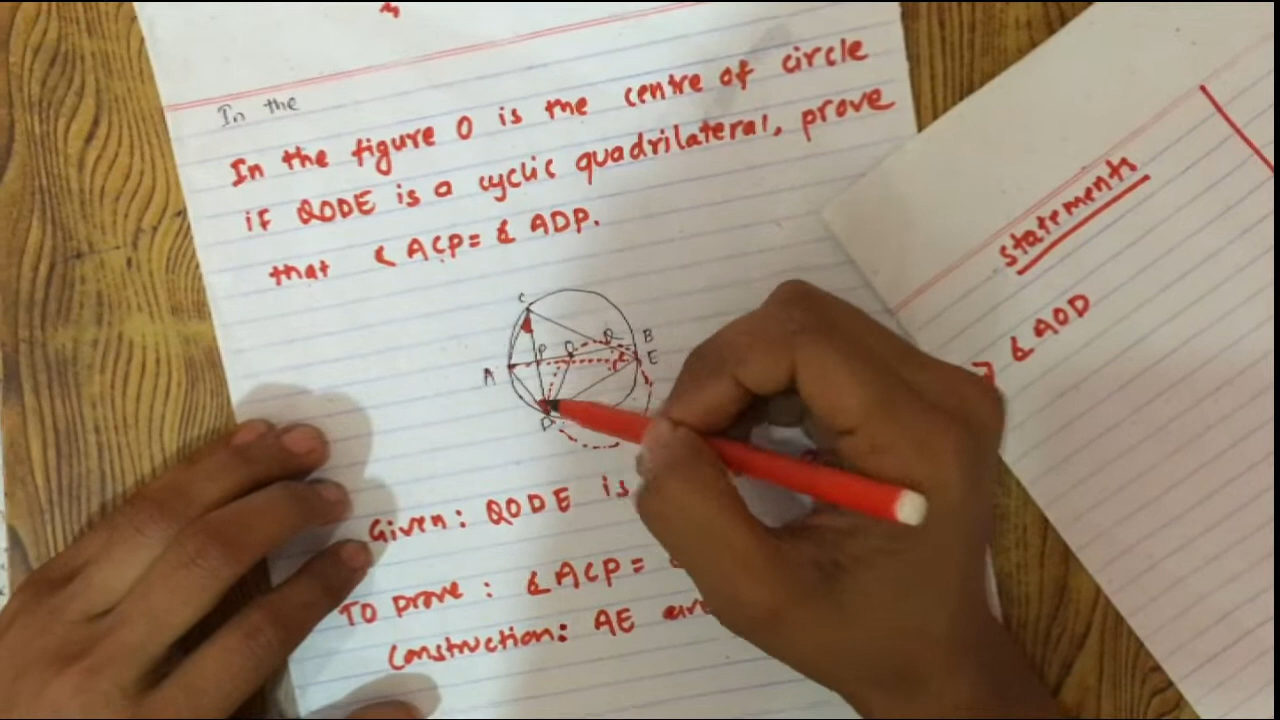 In the
In the figure O is the centre of circle
if QODE is a cyclic quadrilateral, prove
that ∠ACP = ∠ADP.
C
P O Q B
A E
D
Given: QODE is
To prove: ∠ACP =
Construction: AE
statements
∠AOD